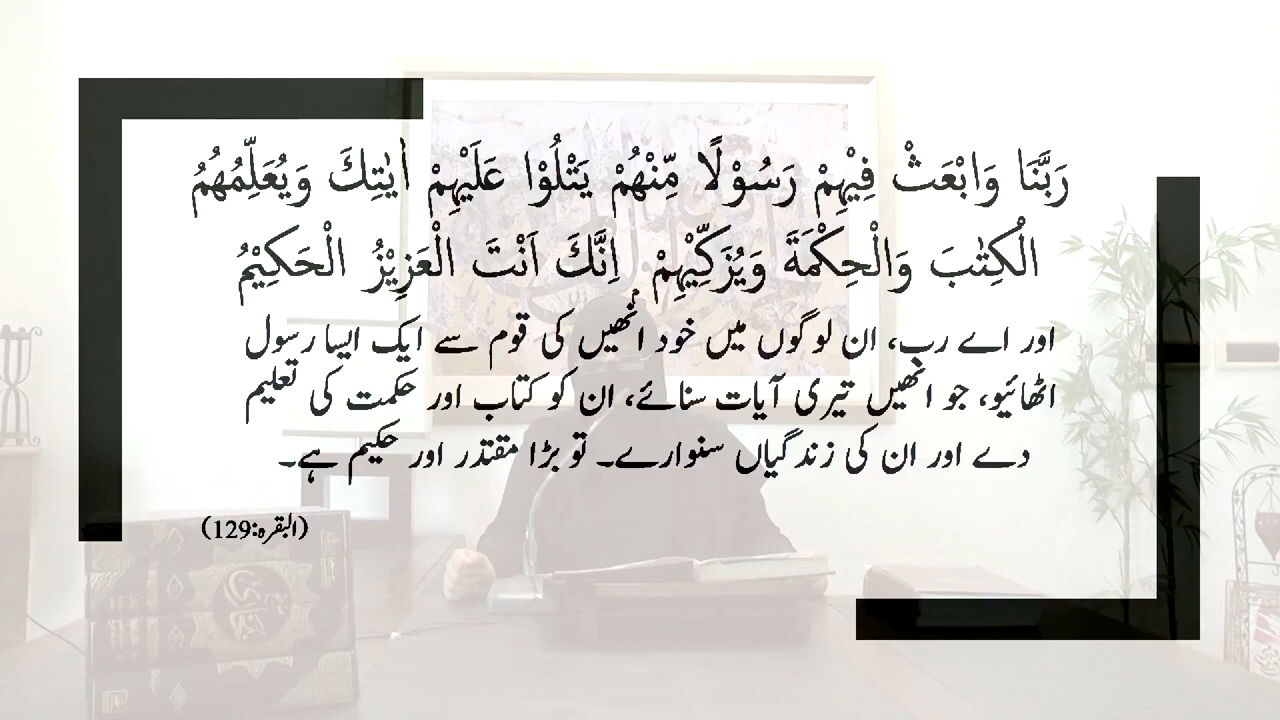 رَبَّنَا وَابْعَثْ فِيْهِمْ رَسُوْلًا مِّنْهُمْ يَتْلُوْا عَلَيْهِمْ اٰيٰتِكَ وَيُعَلِّمُهُمُ
الْكِتٰبَ وَالْحِكْمَةَ وَيُزَكِّيْهِمْ ۭ اِنَّكَ اَنْتَ الْعَزِيْزُ الْحَكِيْمُ
اور اے رب، ان لوگوں میں خود انھیں کی قوم سے ایک ایسا رسول
اٹھائیو، جو انھیں تیری آیات سنائے، ان کو کتاب اور حکمت کی تعلیم
دے اور ان کی زندگیاں سنوارے۔ تو بڑا مقتدر اور حکیم ہے۔
(البقرہ:129)